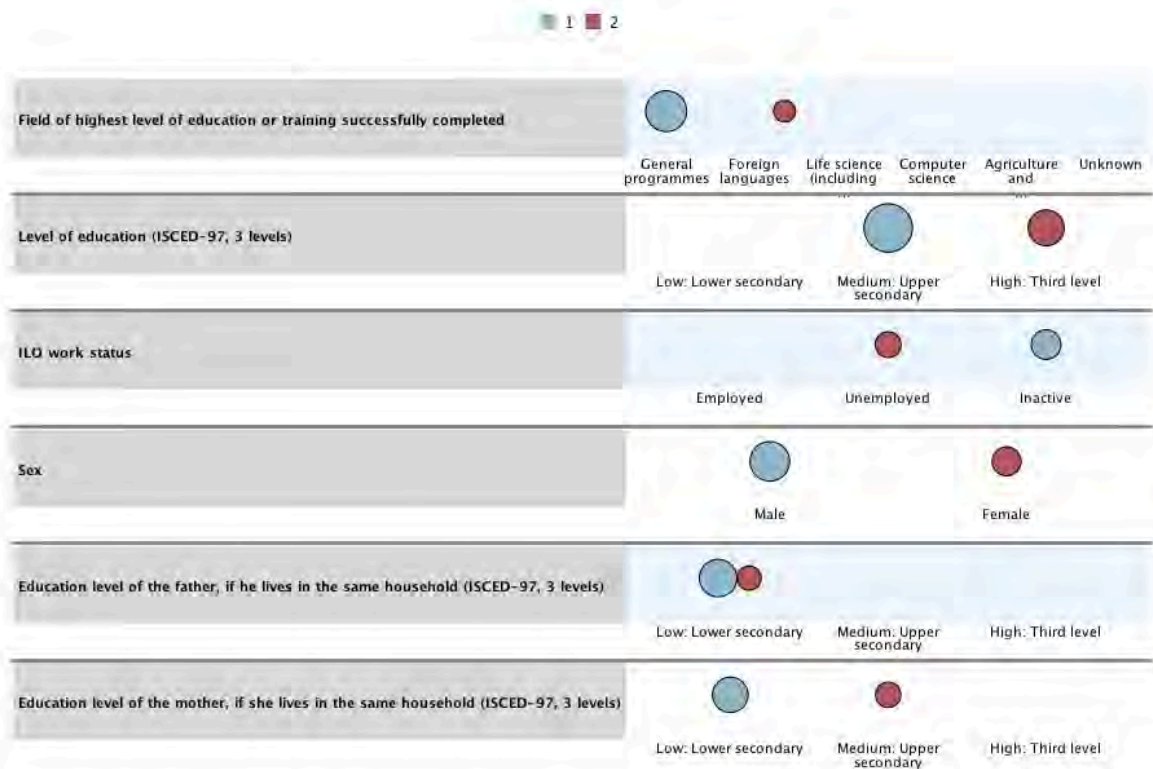 1 2
Field of highest level of education or training successfully completed
General Foreign Life science Computer Agriculture Unknown
programmes languages (including science and
... ...
Level of education (ISCED-97, 3 levels)
Low: Lower secondary Medium: Upper High: Third level
secondary
ILO work status
Employed Unemployed Inactive
Sex
Male Female
Education level of the father, if he lives in the same household (ISCED-97, 3 levels)
Low: Lower secondary Medium: Upper High: Third level
secondary
Education level of the mother, if she lives in the same household (ISCED-97, 3 levels)
Low: Lower secondary Medium: Upper High: Third level
secondary